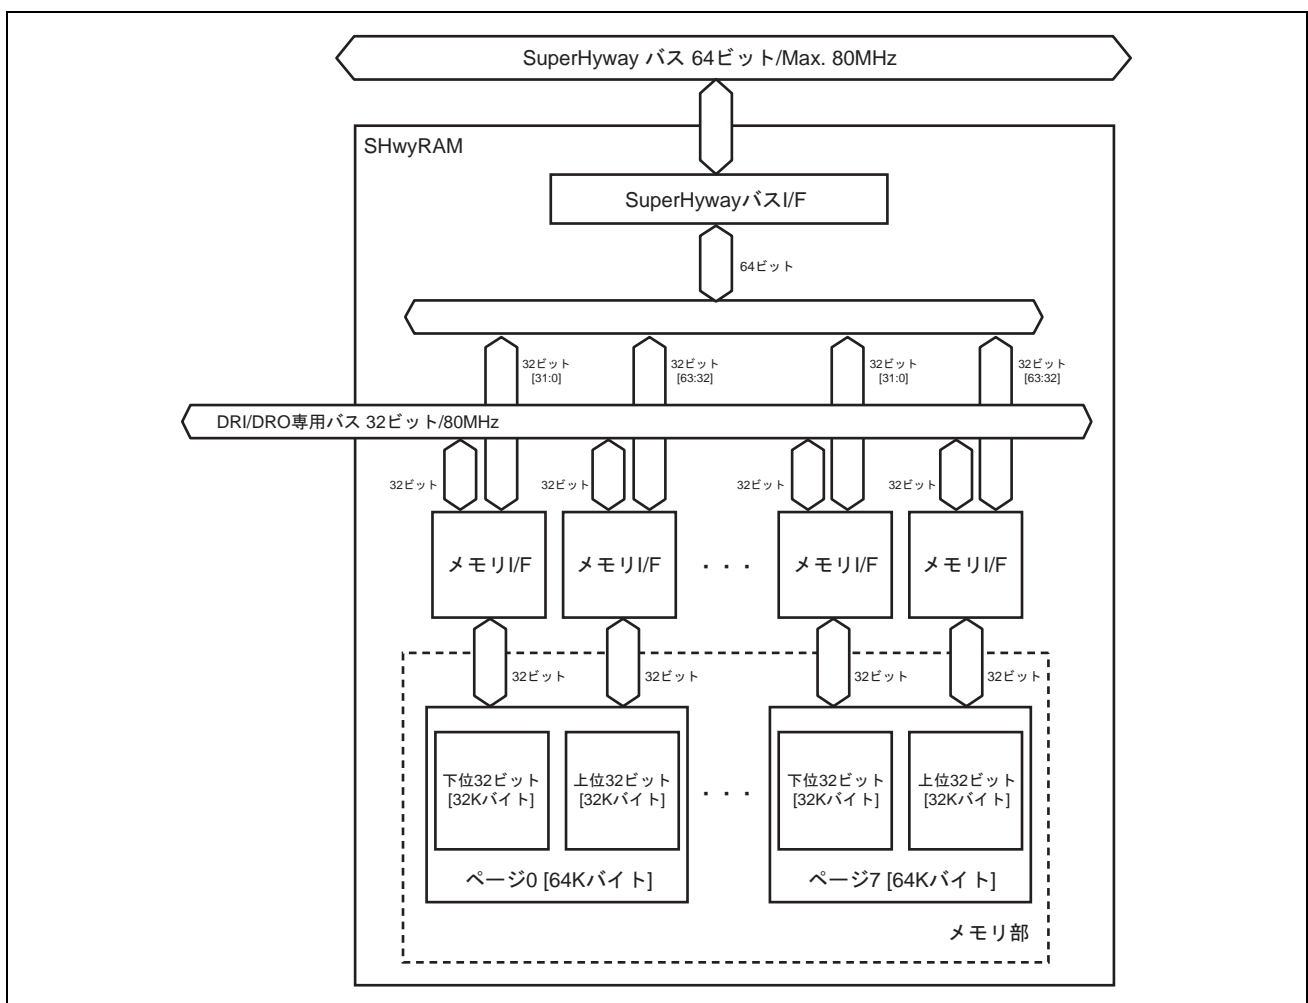 SuperHyway バス 64ビット/Max. 80MHz
SHwyRAM
SuperHywayバスI/F
64ビット
32ビット
[31:0]
32ビット
[63:32]
32ビット
[31:0]
32ビット
[63:32]
DRI/DRO専用バス 32ビット/80MHz
32ビット
32ビット
32ビット
32ビット
メモリI/F
メモリI/F
・・・
メモリI/F
メモリI/F
32ビット
32ビット
32ビット
32ビット
下位32ビット
[32Kバイト]
上位32ビット
[32Kバイト]
・・・
下位32ビット
[32Kバイト]
上位32ビット
[32Kバイト]
ページ0 [64Kバイト]
ページ7 [64Kバイト]
メモリ部